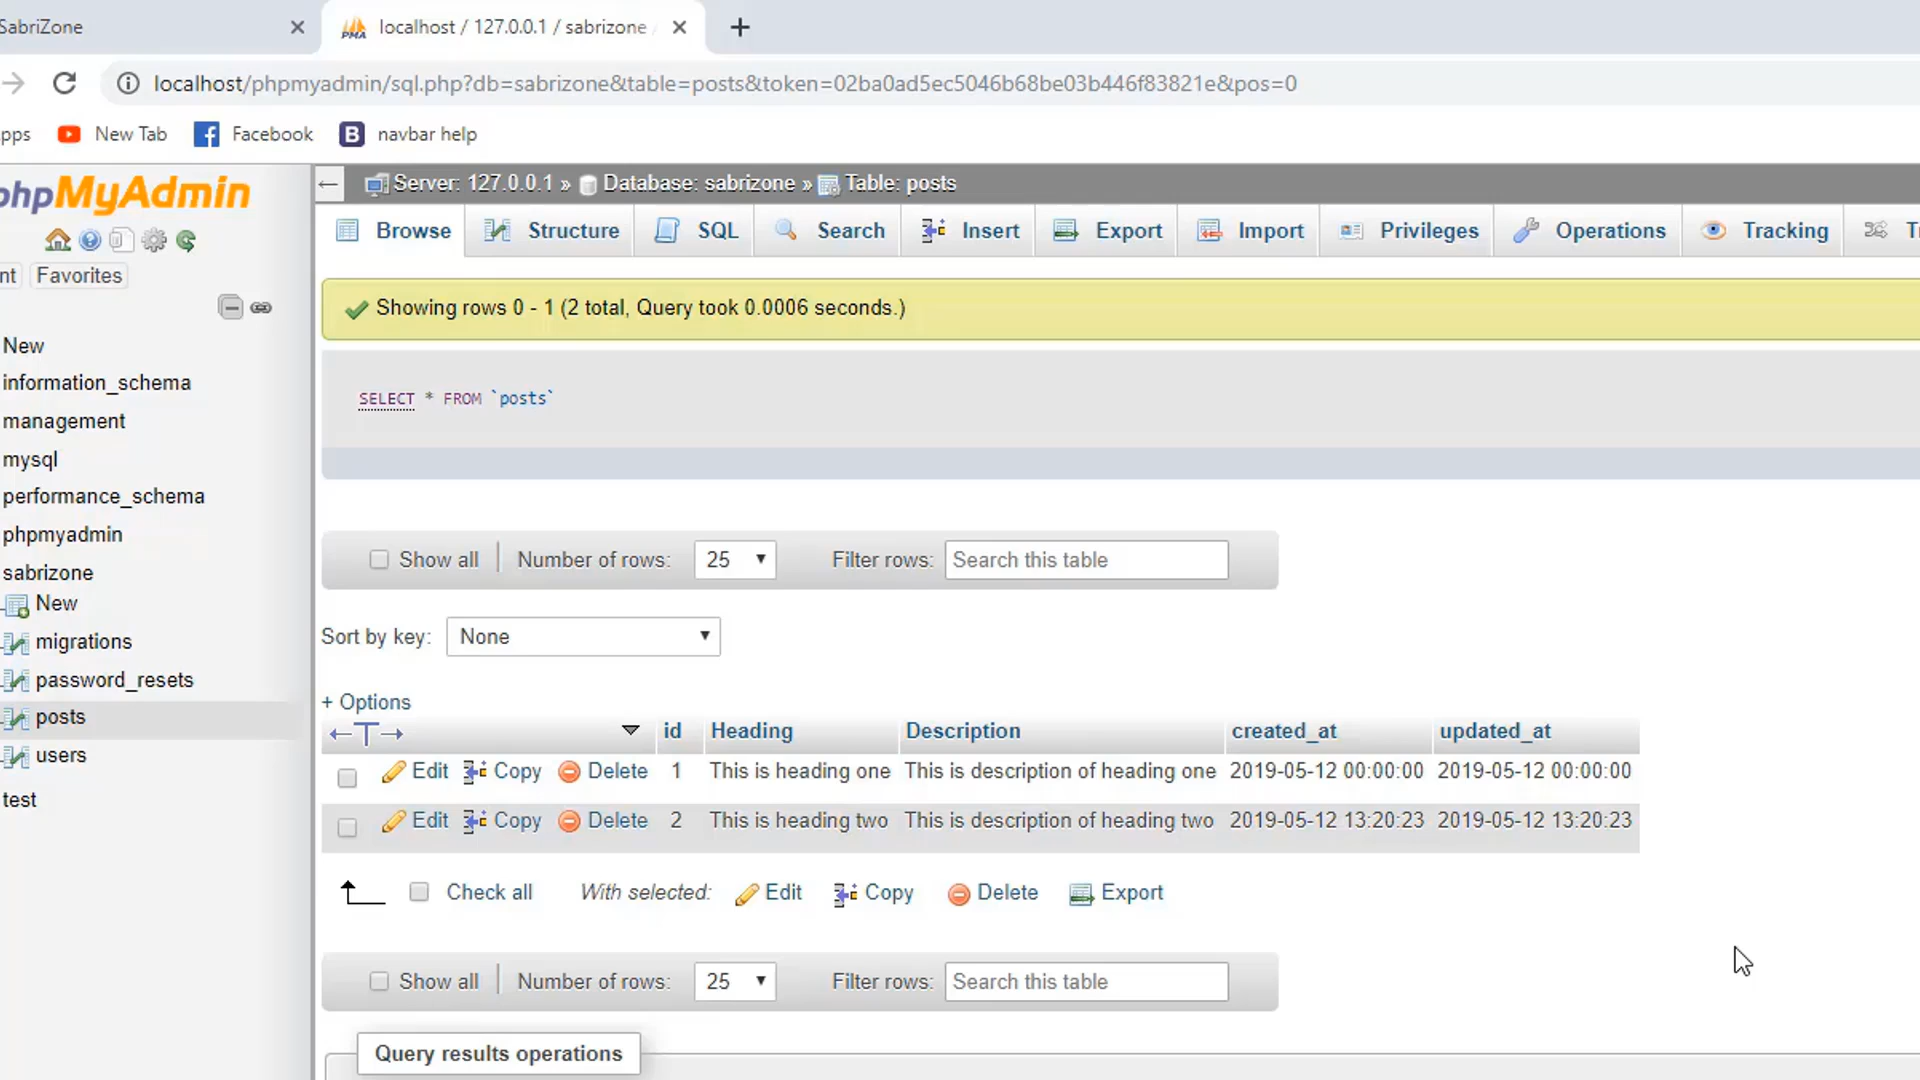 SabriZone
localhost / 127.0.0.1 / sabrizone
localhost/phpmyadmin/sql.php?db=sabrizone&table=posts&token=02ba0ad5ec5046b68be03b446f83821e&pos=0
pps New Tab Facebook B navbar help
phpMyAdmin
nt Favorites
New
information_schema
management
mysql
performance_schema
phpmyadmin
sabrizone
New
migrations
password_resets
posts
users
test
Server: 127.0.0.1 » Database: sabrizone » Table: posts
Browse Structure SQL Search Insert Export Import Privileges Operations Tracking
Showing rows 0 - 1 (2 total, Query took 0.0006 seconds.)
SELECT * FROM `posts`
Show all Number of rows: 25 Filter rows: Search this table
Sort by key: None
+ Options
id Heading Description created_at updated_at
Edit Copy Delete 1 This is heading one This is description of heading one 2019-05-12 00:00:00 2019-05-12 00:00:00
Edit Copy Delete 2 This is heading two This is description of heading two 2019-05-12 13:20:23 2019-05-12 13:20:23
Check all With selected: Edit Copy Delete Export
Show all Number of rows: 25 Filter rows: Search this table
Query results operations